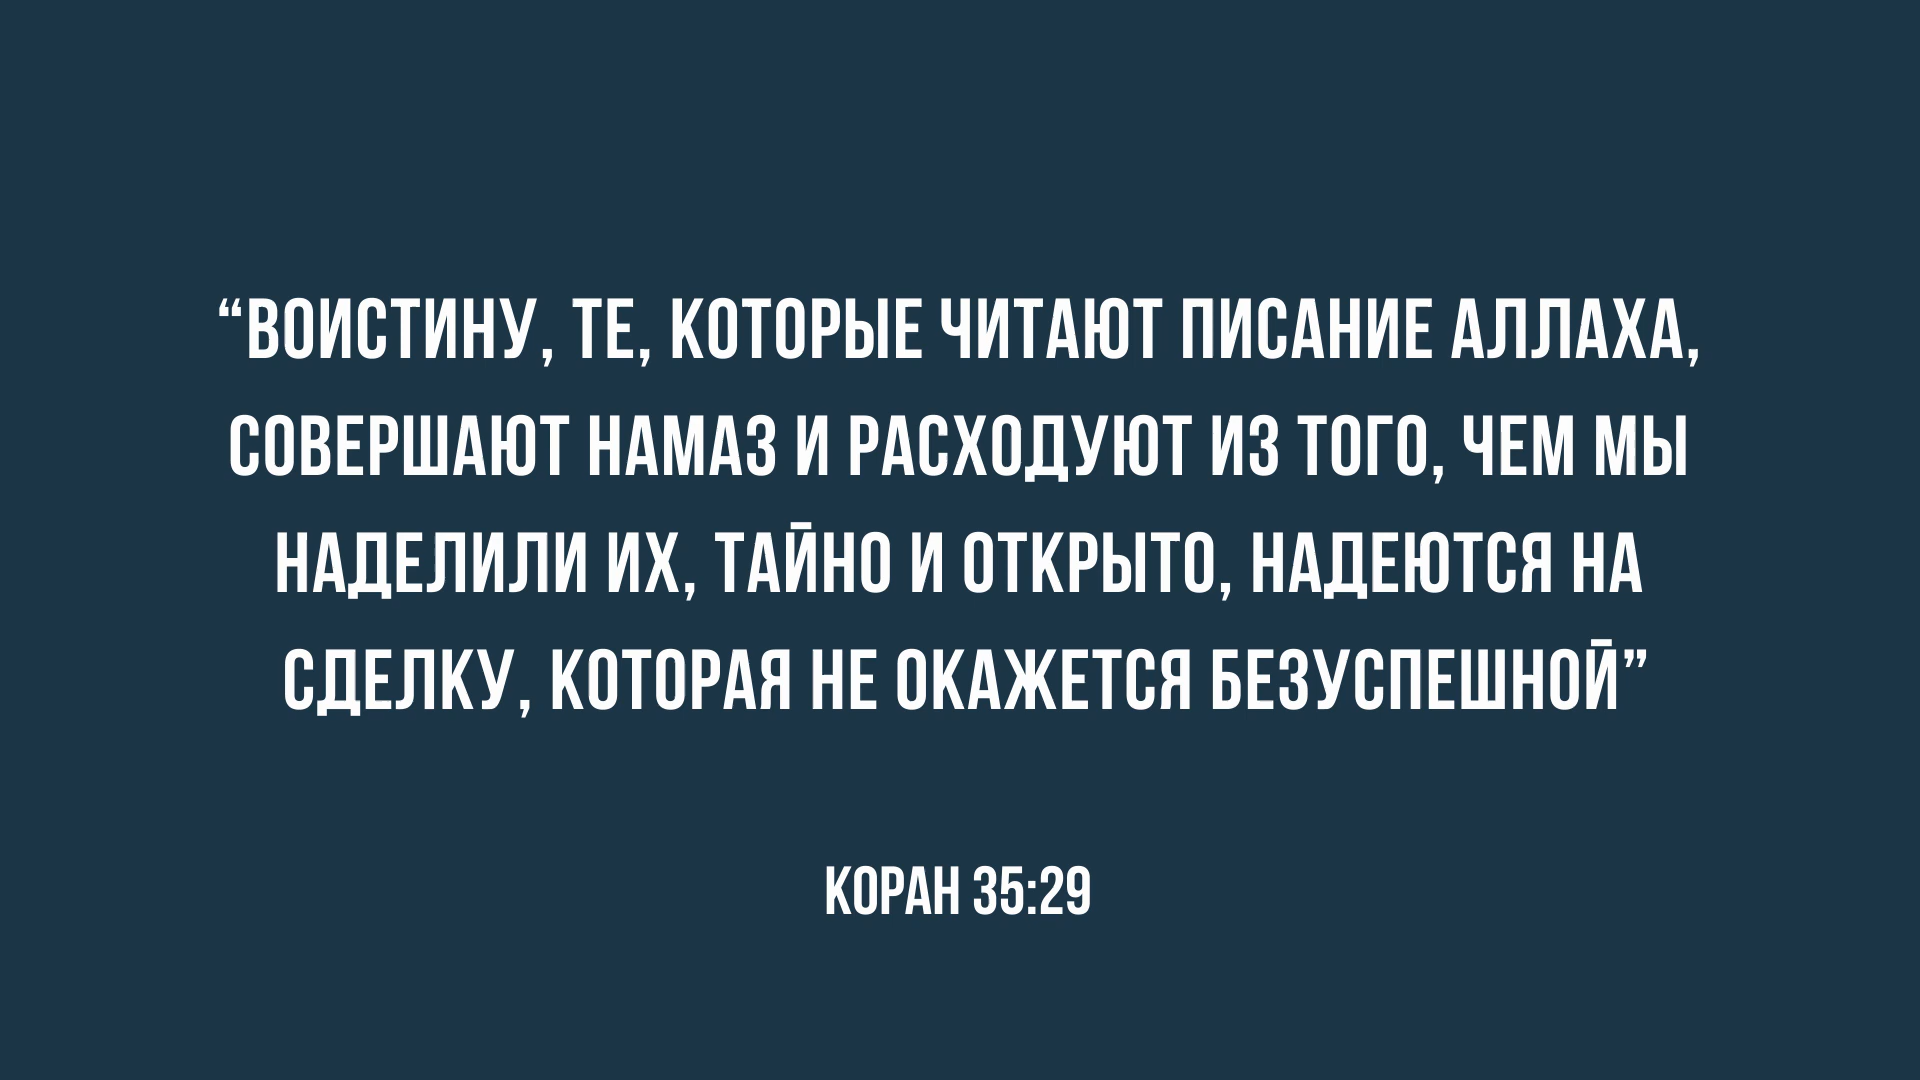 “ВОИСТИНУ, ТЕ, КОТОРЫЕ ЧИТАЮТ ПИСАНИЕ АЛЛАХА,
СОВЕРШАЮТ НАМАЗ И РАСХОДУЮТ ИЗ ТОГО, ЧЕМ МЫ
НАДЕЛИЛИ ИХ, ТАЙНО И ОТКРЫТО, НАДЕЮТСЯ НА
СДЕЛКУ, КОТОРАЯ НЕ ОКАЖЕТСЯ БЕЗУСПЕШНОЙ”
КОРАН 35:29